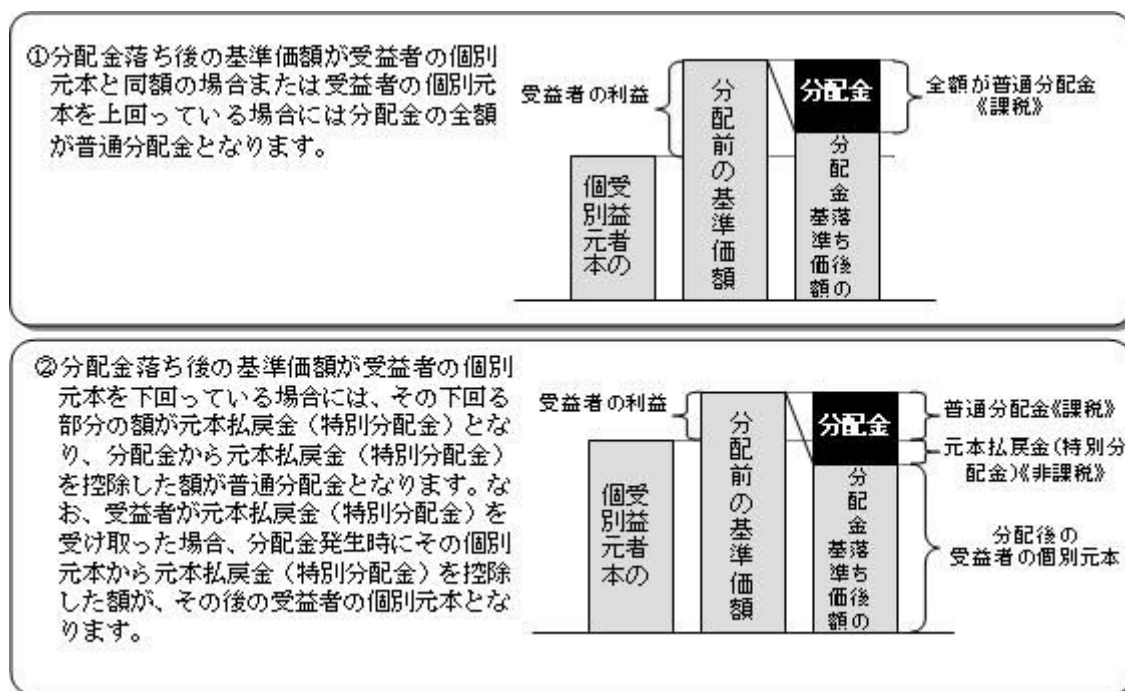 ①分配金落ち後の基準価額が受益者の個別
元本と同額の場合または受益者の個別元
本を上回っている場合には分配金の全額
が普通分配金となります。
受益者の利益
受益者の
個別元本
分配前の基準価額
分配金
分配金落ち後の
基準価額
全額が普通分配金
《課税》
②分配金落ち後の基準価額が受益者の個別
元本を下回っている場合には、その下回る
部分の額が元本払戻金（特別分配金）とな
り、分配金から元本払戻金（特別分配金）
を控除した額が普通分配金となります。な
お、受益者が元本払戻金（特別分配金）を
受け取った場合、分配金発生時にその個別
元本から元本払戻金（特別分配金）を控除
した額が、その後の受益者の個別元本とな
ります。
受益者の利益
受益者の
個別元本
分配前の基準価額
分配金
分配金落ち後の
基準価額
普通分配金《課税》
元本払戻金(特別分
配金)《非課税》
分配後の
受益者の個別元本